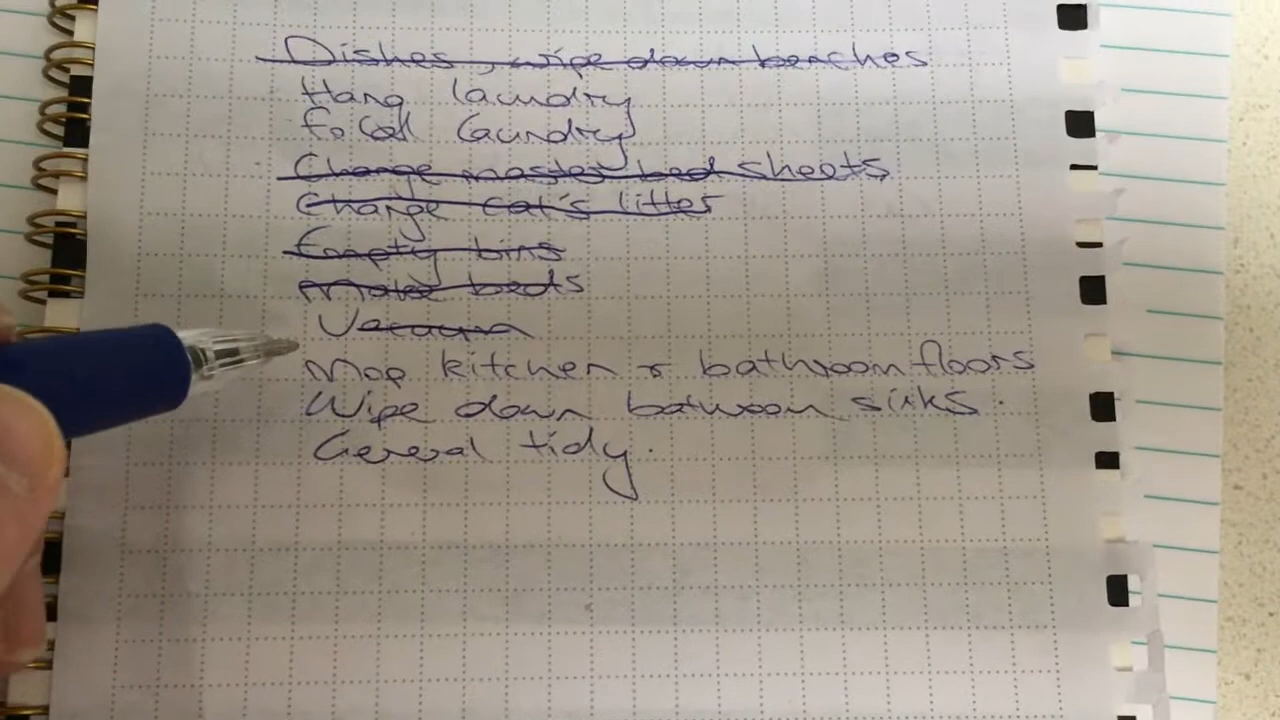 Dishes, wipe down benches
Hang laundry
Fold laundry
Change master bed sheets
Change cat's litter
Empty bins
Make beds
Vacuum
Mop kitchen & bathroom floors
Wipe down between sinks.
General tidy.